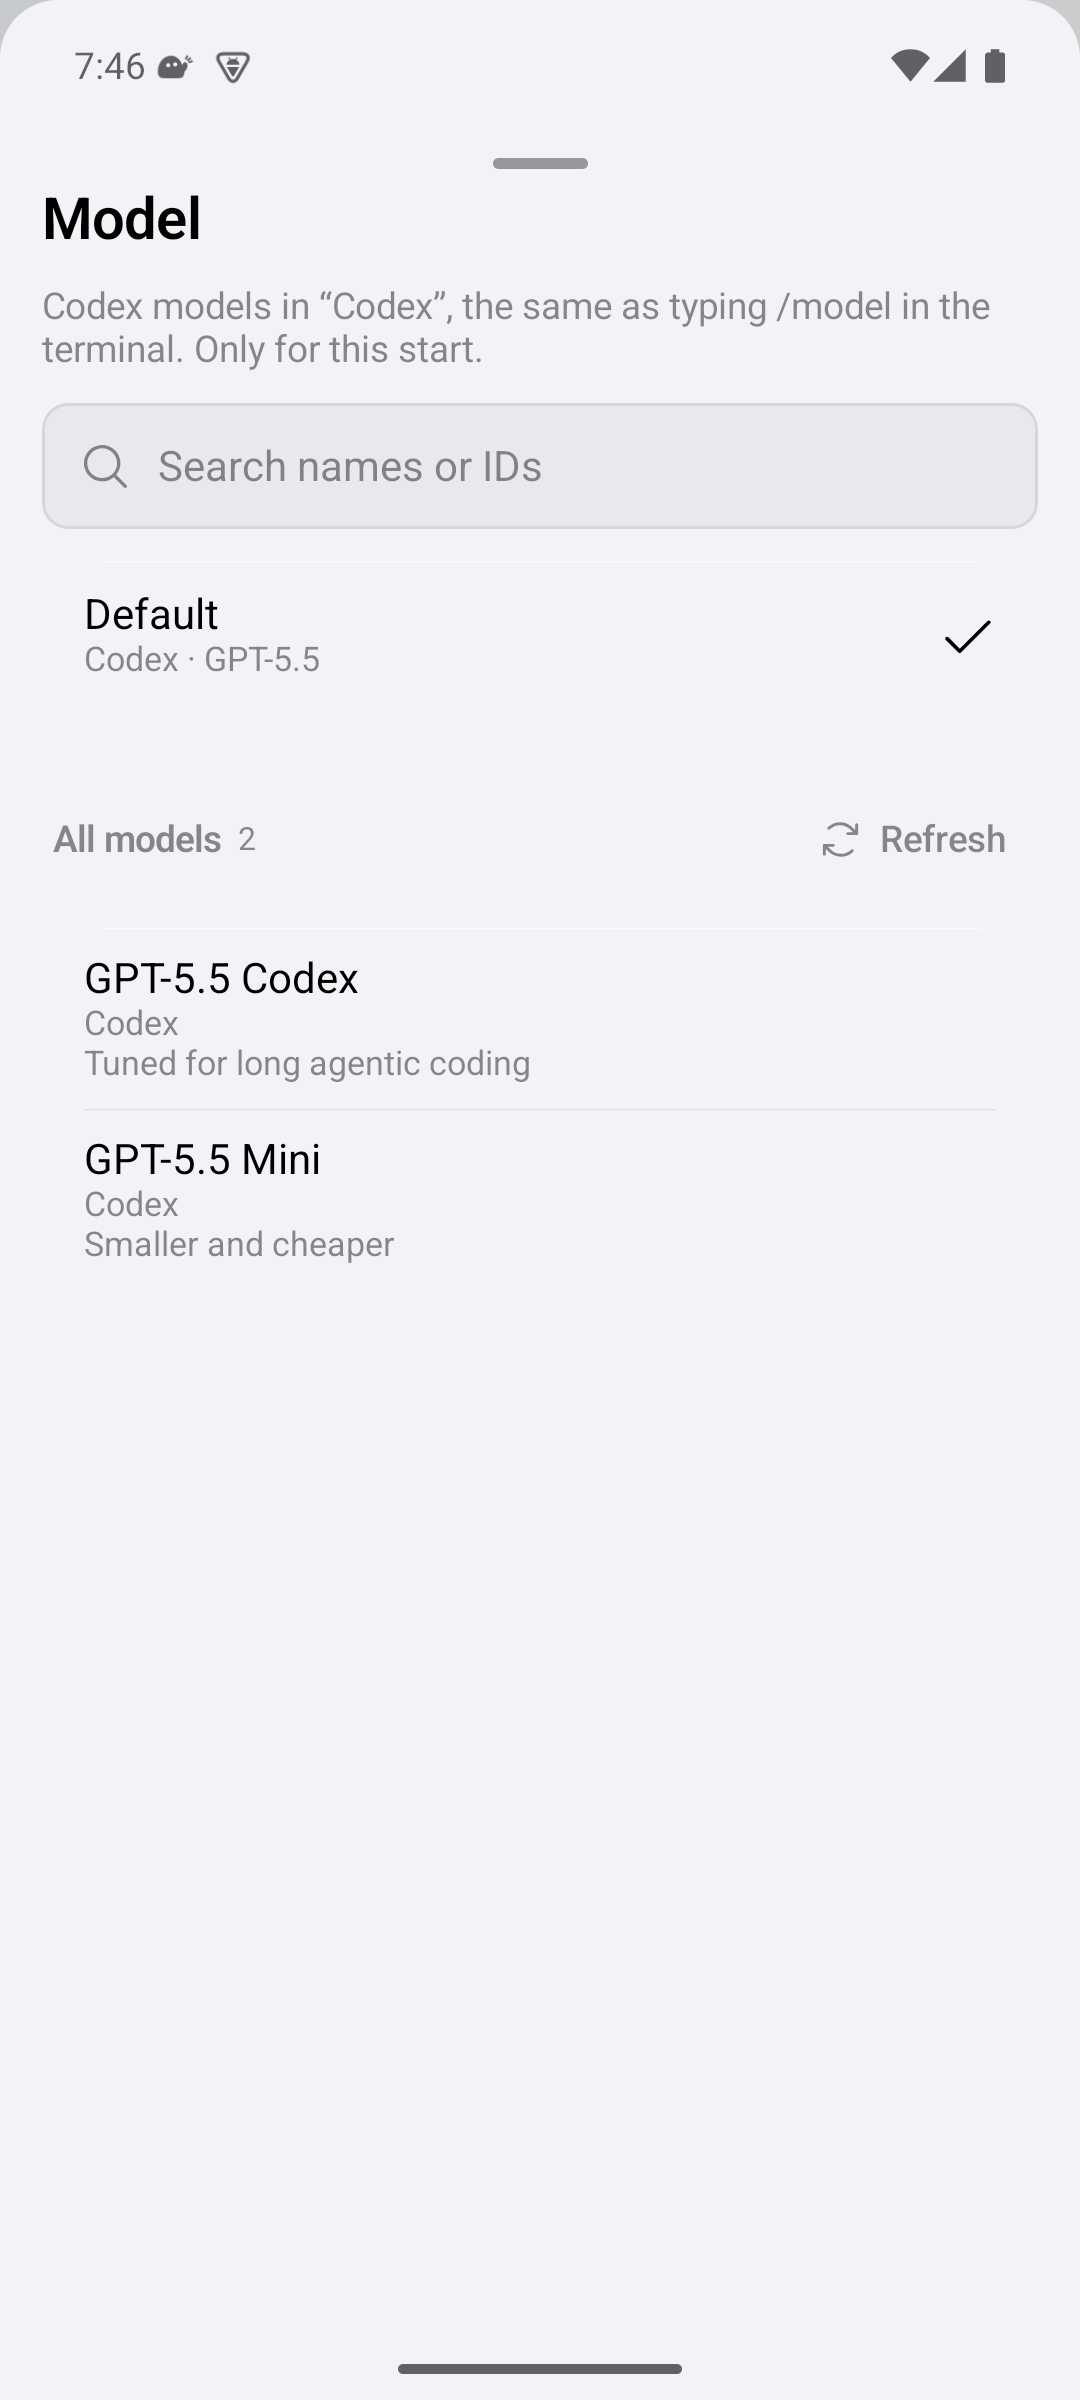 7:46
Model
Codex models in “Codex”, the same as typing /model in the
terminal. Only for this start.
Search names or IDs
Default
Codex · GPT-5.5
All models 2
Refresh
GPT-5.5 Codex
Codex
Tuned for long agentic coding
GPT-5.5 Mini
Codex
Smaller and cheaper